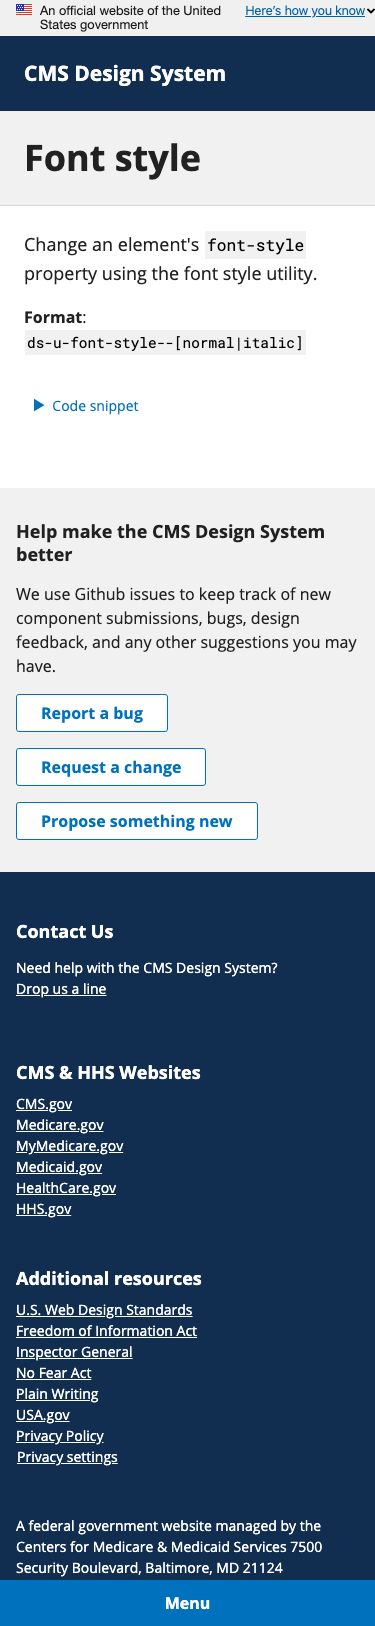 An official website of the United
States government
Here's how you know
CMS Design System
Font style
Change an element's font-style
property using the font style utility.
Format:
ds-u-font-style--[normal|italic]
Code snippet
Help make the CMS Design System
better
We use Github issues to keep track of new
component submissions, bugs, design
feedback, and any other suggestions you may
have.
Report a bug
Request a change
Propose something new
Contact Us
Need help with the CMS Design System?
Drop us a line
CMS & HHS Websites
CMS.gov
Medicare.gov
MyMedicare.gov
Medicaid.gov
HealthCare.gov
HHS.gov
Additional resources
U.S. Web Design Standards
Freedom of Information Act
Inspector General
No Fear Act
Plain Writing
USA.gov
Privacy Policy
Privacy settings
A federal government website managed by the
Centers for Medicare & Medicaid Services 7500
Security Boulevard, Baltimore, MD 21124
Menu